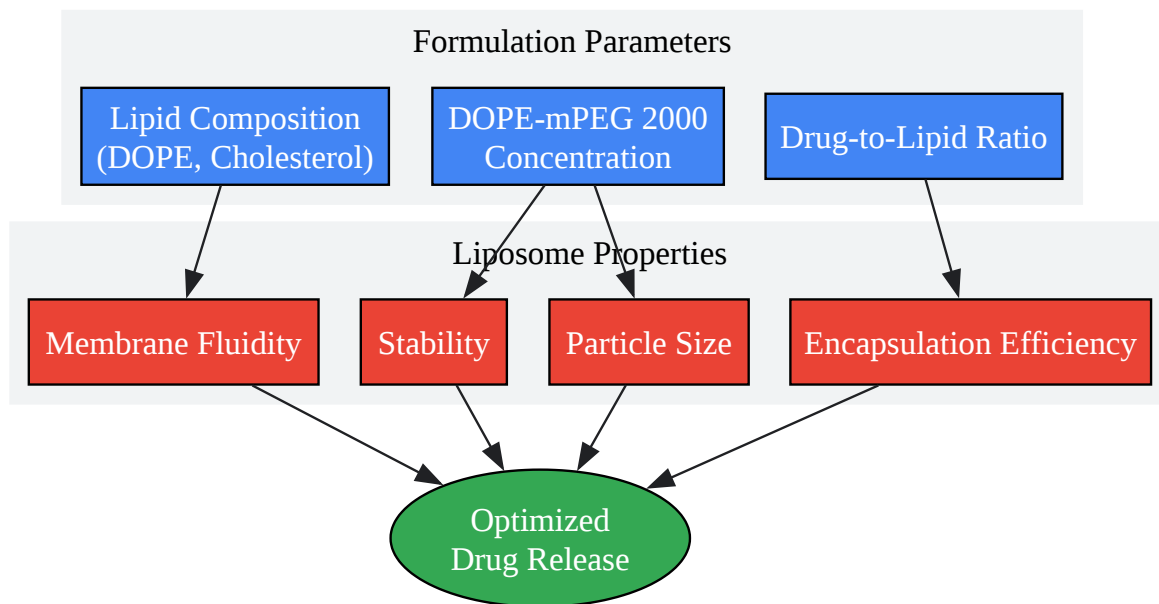 Formulation Parameters
Lipid Composition
(DOPE, Cholesterol)
DOPE-mPEG 2000
Concentration
Drug-to-Lipid Ratio
Liposome Properties
Membrane Fluidity
Stability
Particle Size
Encapsulation Efficiency
Optimized
Drug Release